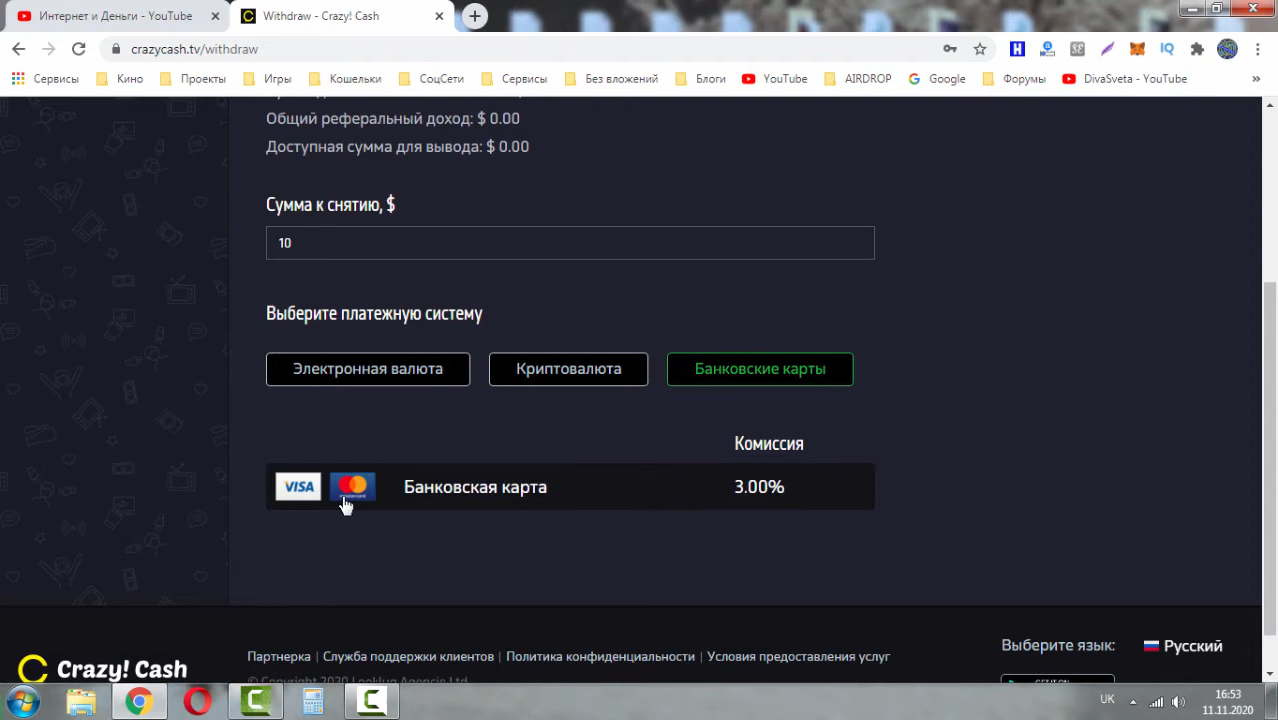 Интернет и Деньги - YouTube
Withdraw - Crazy! Cash
crazycash.tv/withdraw
Сервисы
Кино
Проекты
Игры
Кошельки
СоцСети
Сервисы
Без вложений
Блоги
YouTube
AIRDROP
Google
Форумы
DivaSveta - YouTube
»
Общий реферальный доход: $ 0.00
Доступная сумма для вывода: $ 0.00
Сумма к снятию, $
10
Выберите платежную систему
Электронная валюта
Криптовалюта
Банковские карты
Комиссия
VISA
mastercard
Банковская карта
3.00%
Crazy! Cash
Партнерка | Служба поддержки клиентов | Политика конфиденциальности | Условия предоставления услуг
Выберите язык:
Русский
UK
16:53
11.11.2020